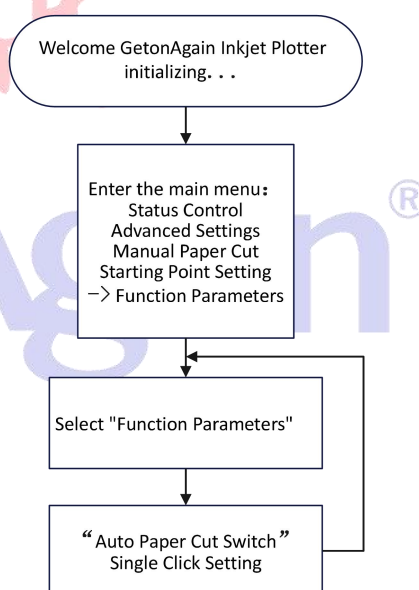 Welcome GetonAgain Inkjet Plotter
initializing...
Enter the main menu:
Status Control
Advanced Settings
Manual Paper Cut
Starting Point Setting
—> Function Parameters
Select "Function Parameters"
“Auto Paper Cut Switch”
Single Click Setting
Agan
®